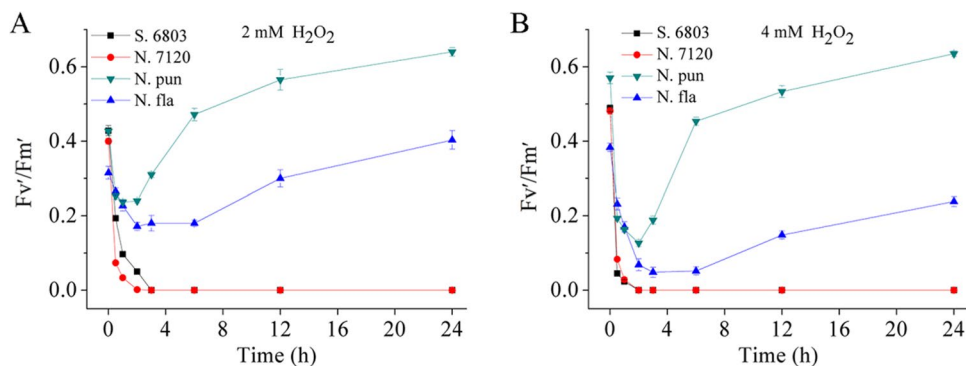 A
2 mM H₂O₂
S. 6803
N. 7120
N. pun
N. fla
Fv'/Fm'
0.6
0.4
0.2
0.0
0 4 8 12 16 20 24
Time (h)
B
4 mM H₂O₂
S. 6803
N. 7120
N. pun
N. fla
Fv'/Fm'
0.6
0.4
0.2
0.0
0 4 8 12 16 20 24
Time (h)